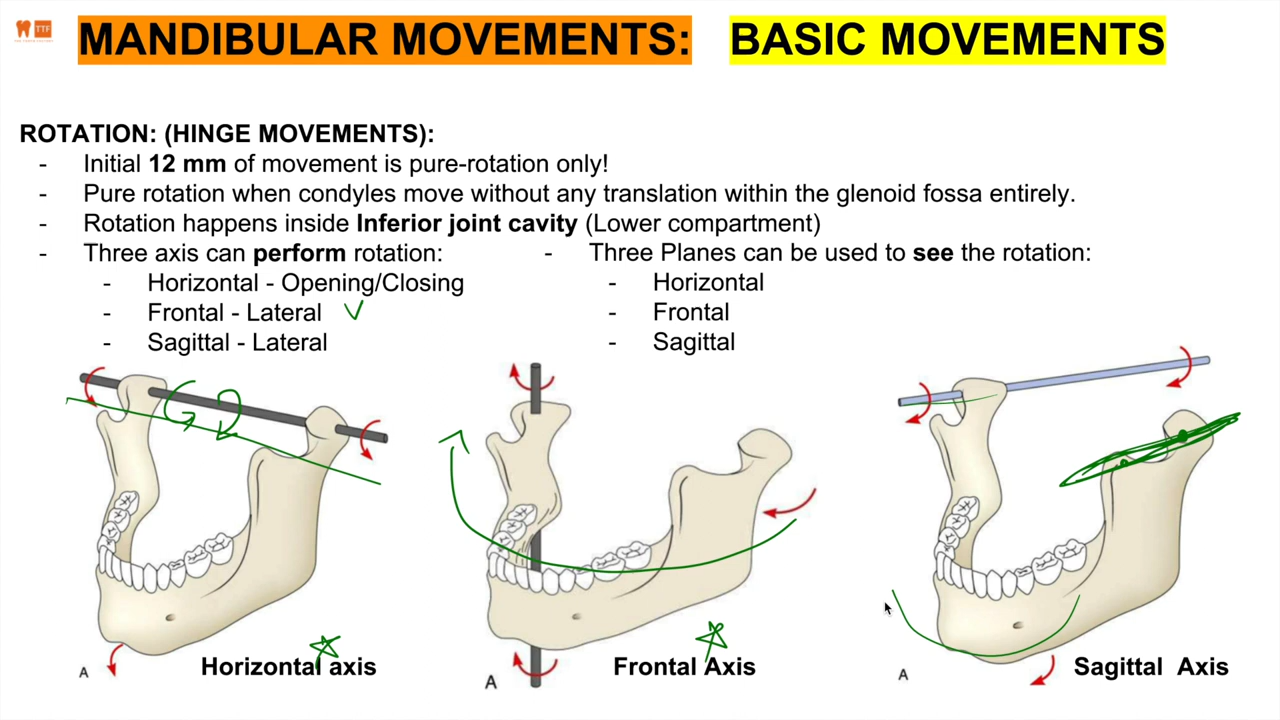 TTF
MANDIBULAR MOVEMENTS: BASIC MOVEMENTS
ROTATION: (HINGE MOVEMENTS):
- Initial 12 mm of movement is pure-rotation only!
- Pure rotation when condyles move without any translation within the glenoid fossa entirely.
- Rotation happens inside Inferior joint cavity (Lower compartment)
- Three axis can perform rotation:
- Horizontal - Opening/Closing
- Frontal - Lateral
- Sagittal - Lateral
- Three Planes can be used to see the rotation:
- Horizontal
- Frontal
- Sagittal
A Horizontal axis
A Frontal Axis
A Sagittal Axis